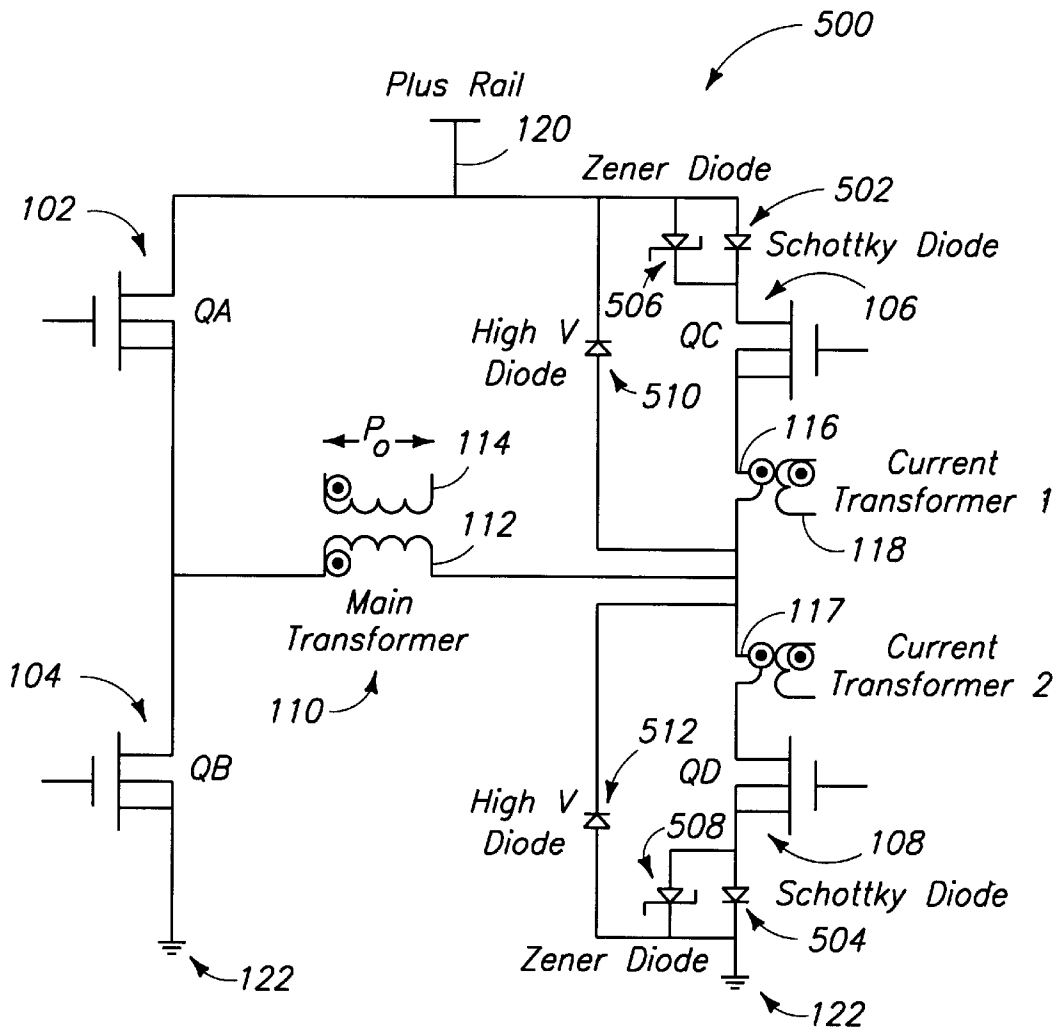 500
Plus Rail
120
Zener Diode
102
502
Schottky Diode
506
106
QA
QC
High V
Diode
510
P₀
114
116
Current
Transformer 1
118
112
Main
Transformer
110
117
Current
Transformer 2
104
QB
512
QD
High V
Diode
508
108
Schottky Diode
504
Zener Diode
122
122